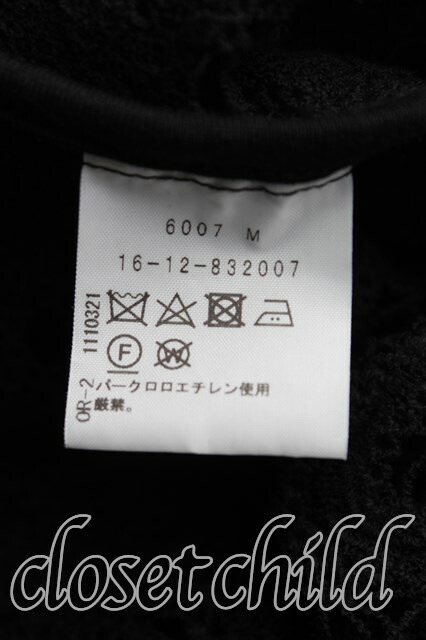 6007 M
16-12-832007
1110321
F
W
OR-2
パークロロエチレン使用
厳禁。
closet child